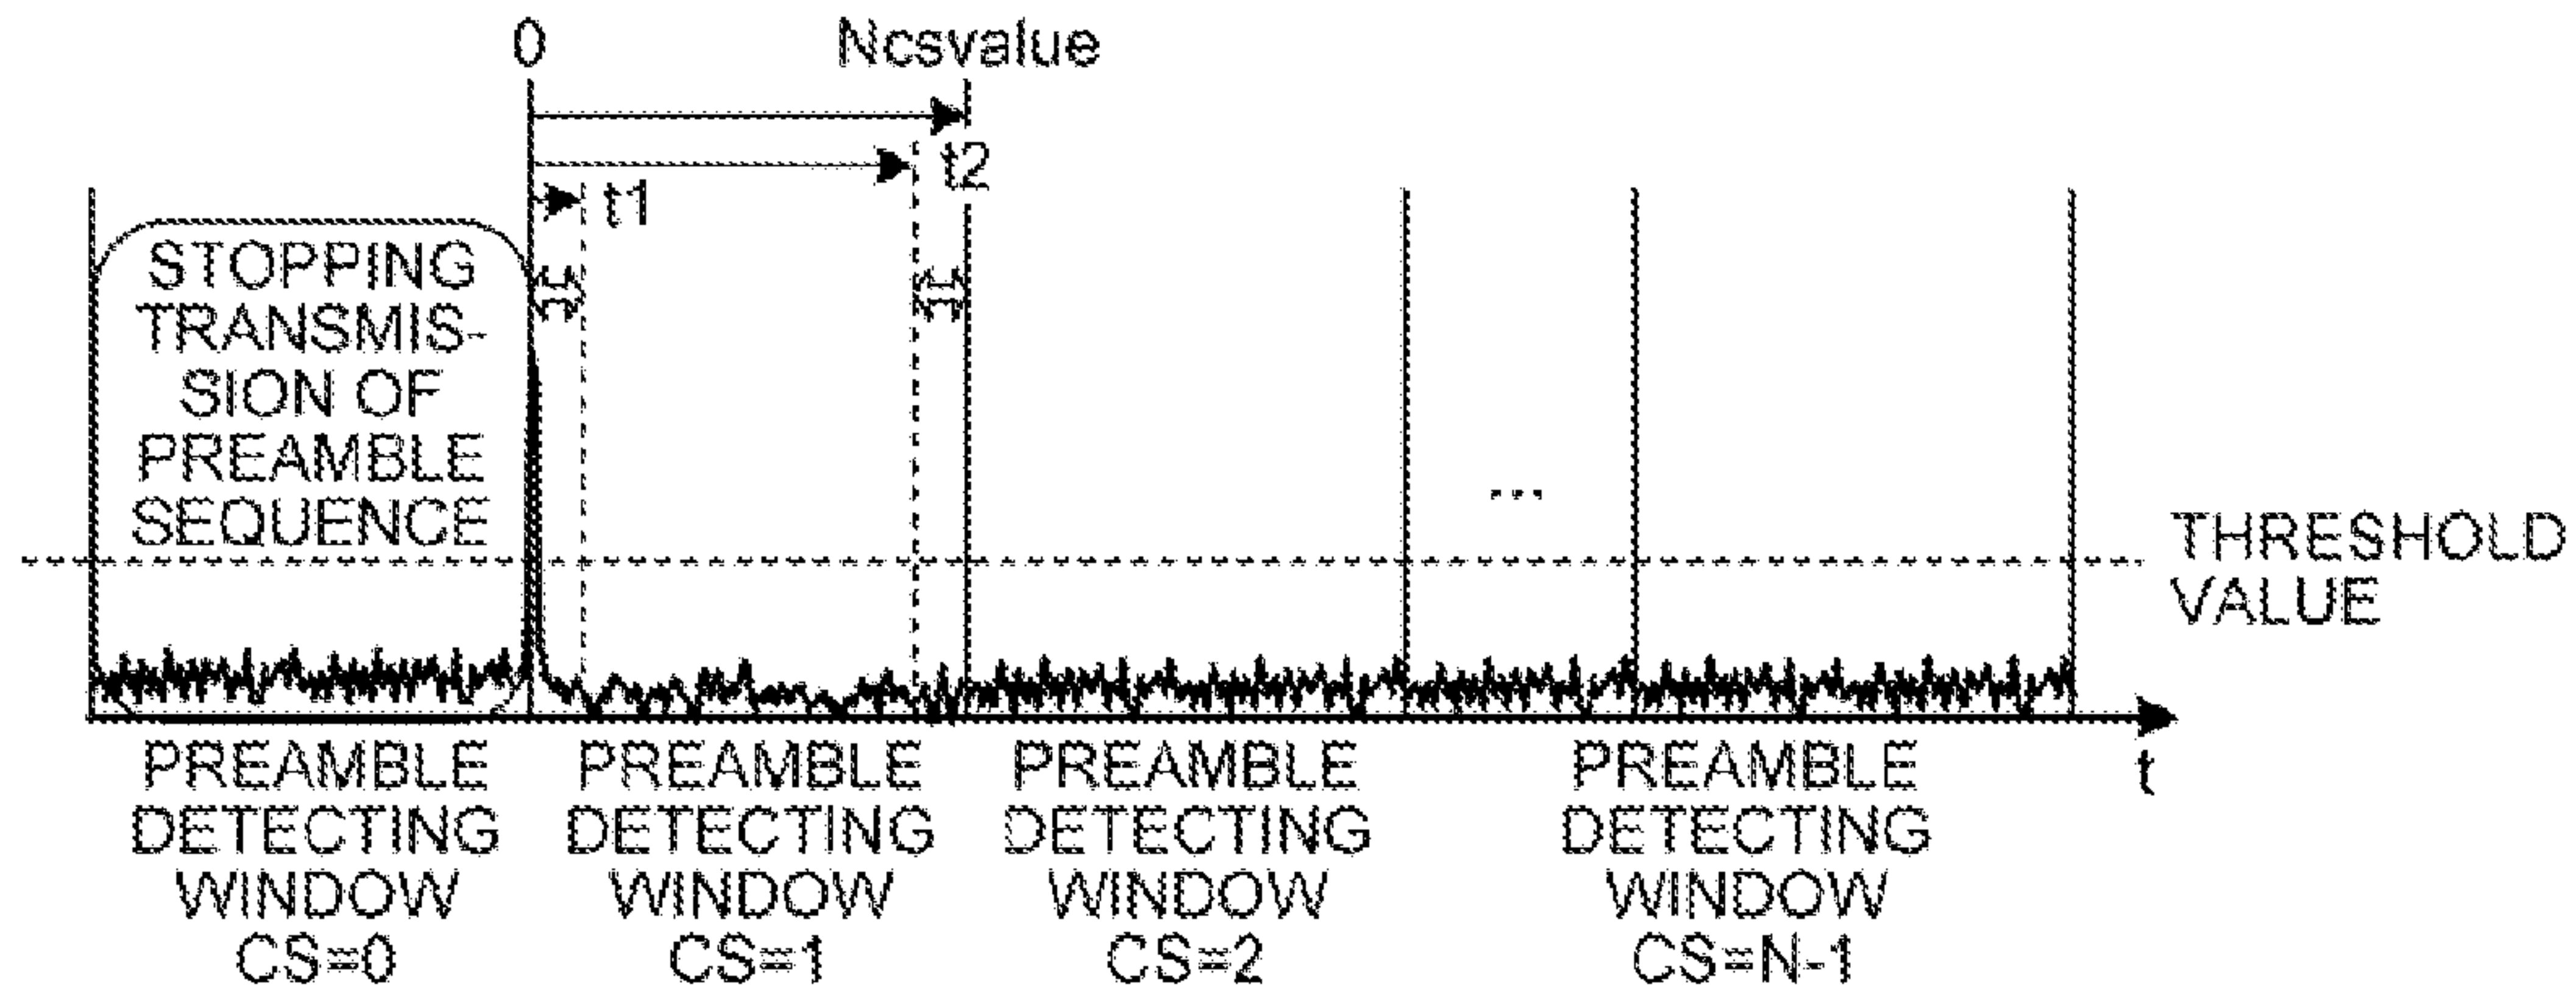 0
Ncsvalue
t2
t1
STOPPING
TRANSMIS-
SION OF
PREAMBLE
SEQUENCE
...
THRESHOLD
VALUE
t
PREAMBLE
DETECTING
WINDOW
CS=0
PREAMBLE
DETECTING
WINDOW
CS=1
PREAMBLE
DETECTING
WINDOW
CS=2
PREAMBLE
DETECTING
WINDOW
CS=N-1